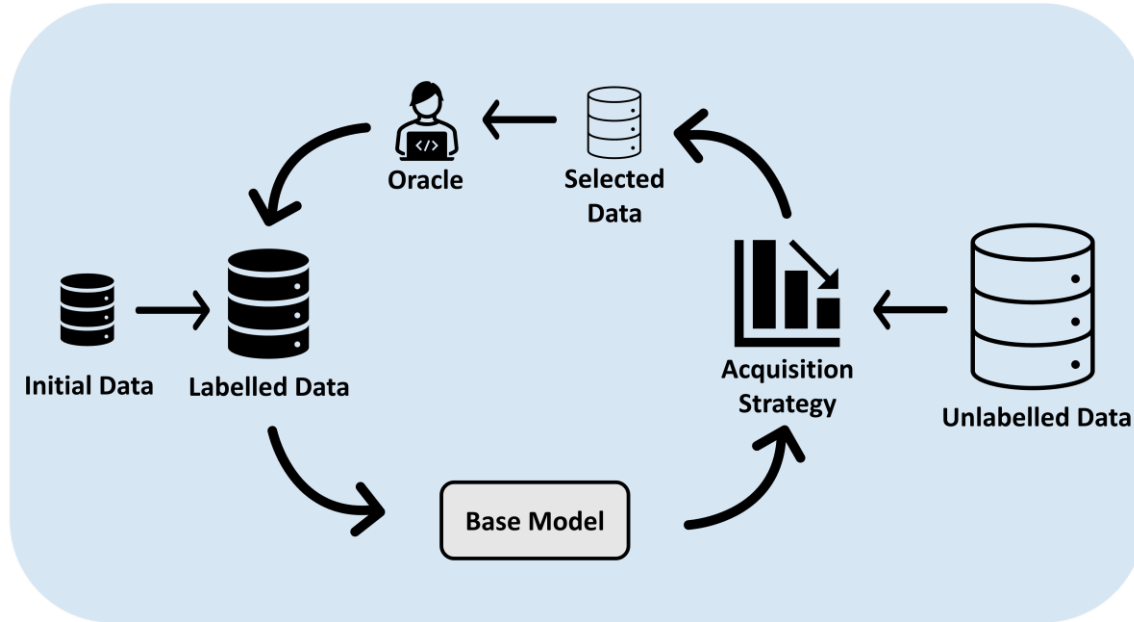 </>
Oracle
Selected
Data
Initial Data
Labelled Data
Acquisition
Strategy
Unlabelled Data
Base Model